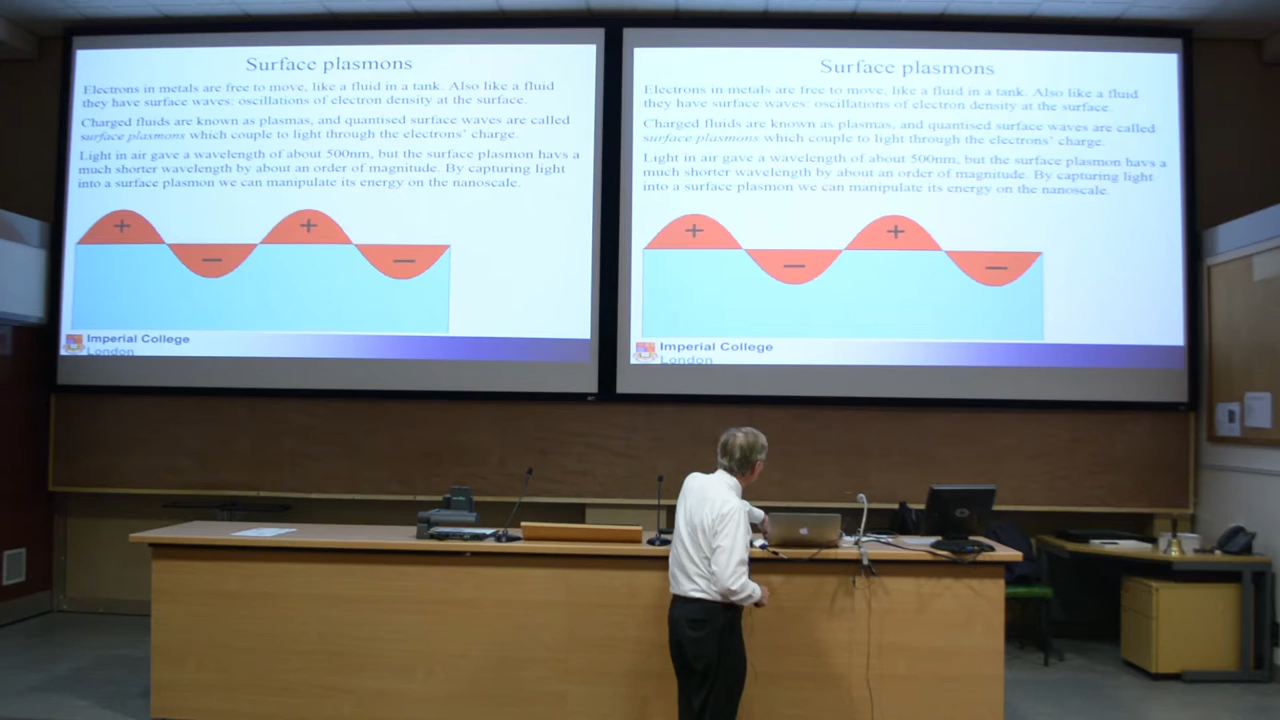 Surface plasmons
Electrons in metals are free to move, like a fluid in a tank. Also like a fluid
they have surface waves: oscillations of electron density at the surface.
Charged fluids are known as plasmas, and quantised surface waves are called
surface plasmons which couple to light through the electrons' charge.
Light in air gave a wavelength of about 500nm, but the surface plasmon havs a
much shorter wavelength by about an order of magnitude. By capturing light
into a surface plasmon we can manipulate its energy on the nanoscale.
+ +
− −
Imperial College
London
Surface plasmons
Electrons in metals are free to move, like a fluid in a tank. Also like a fluid
they have surface waves: oscillations of electron density at the surface.
Charged fluids are known as plasmas, and quantised surface waves are called
surface plasmons which couple to light through the electrons' charge.
Light in air gave a wavelength of about 500nm, but the surface plasmon havs a
much shorter wavelength by about an order of magnitude. By capturing light
into a surface plasmon we can manipulate its energy on the nanoscale.
+ +
− −
Imperial College
London